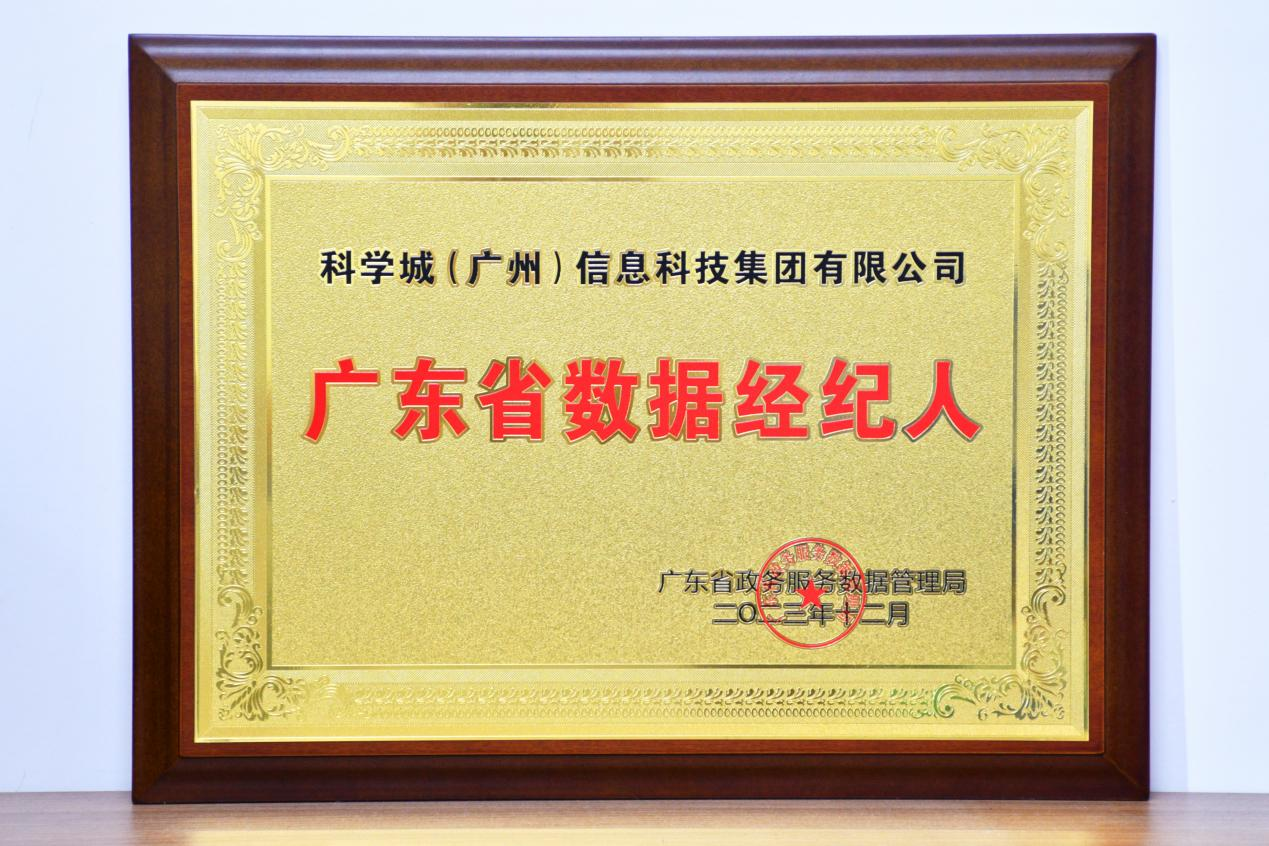 科学城（广州）信息科技集团有限公司
广东省数据经纪人
广东省政务服务数据管理局
二〇二三年十二月